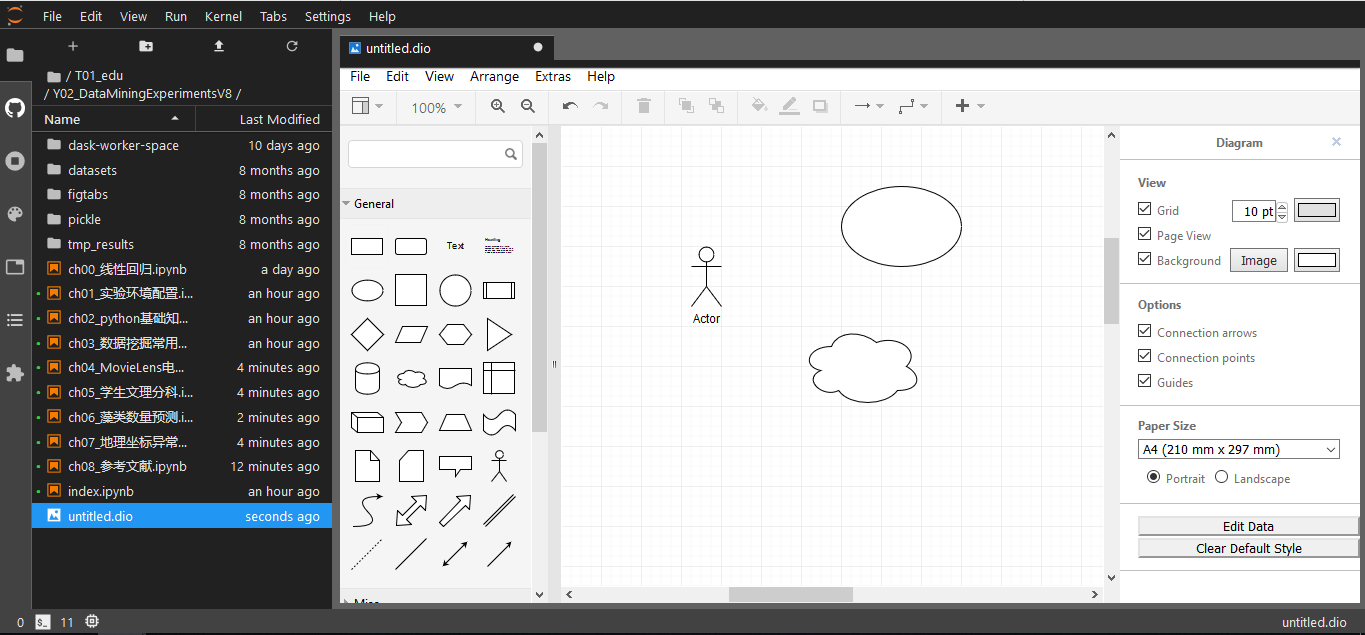 File Edit View Run Kernel Tabs Settings Help
/ T01_edu
/ Y02_DataMiningExperimentsV8 /
Name Last Modified
dask-worker-space 10 days ago
datasets 8 months ago
figtabs 8 months ago
pickle 8 months ago
tmp_results 8 months ago
ch00_线性回归.ipynb a day ago
ch01_实验环境配置.i... an hour ago
ch02_python基础知... an hour ago
ch03_数据挖掘常用... an hour ago
ch04_MovieLens电... 4 minutes ago
ch05_学生文理分科.i... 4 minutes ago
ch06_藻类数量预测.i... 2 minutes ago
ch07_地理坐标异常... 4 minutes ago
ch08_参考文献.ipynb 12 minutes ago
index.ipynb an hour ago
untitled.dio seconds ago
untitled.dio
File Edit View Arrange Extras Help
100%
General
Text
Heading
Misc
Actor
Diagram
View
Grid 10 pt
Page View
Background Image
Options
Connection arrows
Connection points
Guides
Paper Size
A4 (210 mm x 297 mm)
Portrait Landscape
Edit Data
Clear Default Style
0 $_ 11 untitled.dio